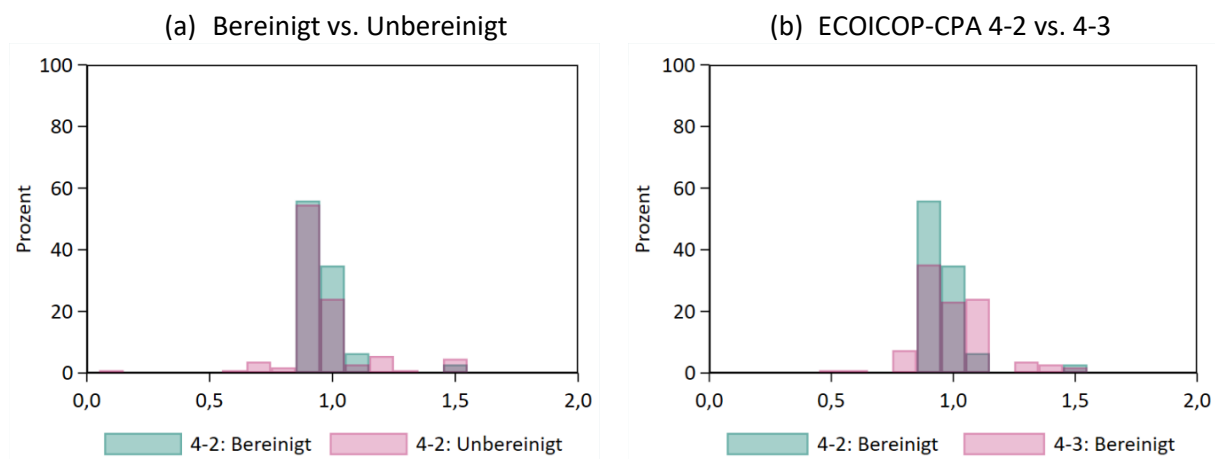 (a) Bereinigt vs. Unbereinigt
100
80
60
40
20
0
Prozent
0,0 0,5 1,0 1,5 2,0
4-2: Bereinigt 4-2: Unbereinigt
(b) ECOICOP-CPA 4-2 vs. 4-3
100
80
60
40
20
0
Prozent
0,0 0,5 1,0 1,5 2,0
4-2: Bereinigt 4-3: Bereinigt